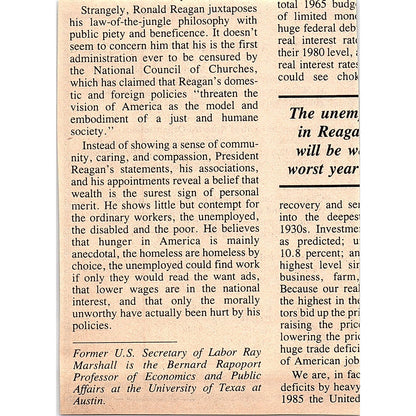 Strangely, Ronald Reagan juxtaposes
his law-of-the-jungle philosophy with
public piety and beneficence. It doesn't
seem to concern him that his is the first
administration ever to be censured by
the National Council of Churches,
which has claimed that Reagan's domes-
tic and foreign policies "threaten the
vision of America as the model and
embodiment of a just and humane
society."
Instead of showing a sense of commu-
nity, caring, and compassion, President
Reagan's statements, his associations,
and his appointments reveal a belief that
wealth is the surest sign of personal
merit. He shows little but contempt for
the ordinary workers, the unemployed,
the disabled and the poor. He believes
that hunger in America is mainly
anecdotal, the homeless are homeless by
choice, the unemployed could find work
if only they would read the want ads,
that lower wages are in the national
interest, and that only the morally
unworthy have actually been hurt by his
policies.
Former U.S. Secretary of Labor Ray
Marshall is the Bernard Rapoport
Professor of Economics and Public
Affairs at the University of Texas at
Austin.
total 1965 budg
of limited mon
huge federal deb
real interest rate
their 1980 level,
real interest rates
could see chok
The unem
in Reaga
will be w
worst year
recovery and se
into the deepes
1930s. Investme
as predicted; u
10.8 percent; an
highest level sin
business, farm,
Because our real
the highest in the
tors bid up the pri
raising the pric
lowering the pric
huge trade defici
of American job
We are, in fac
deficits by heavy
1985 the United